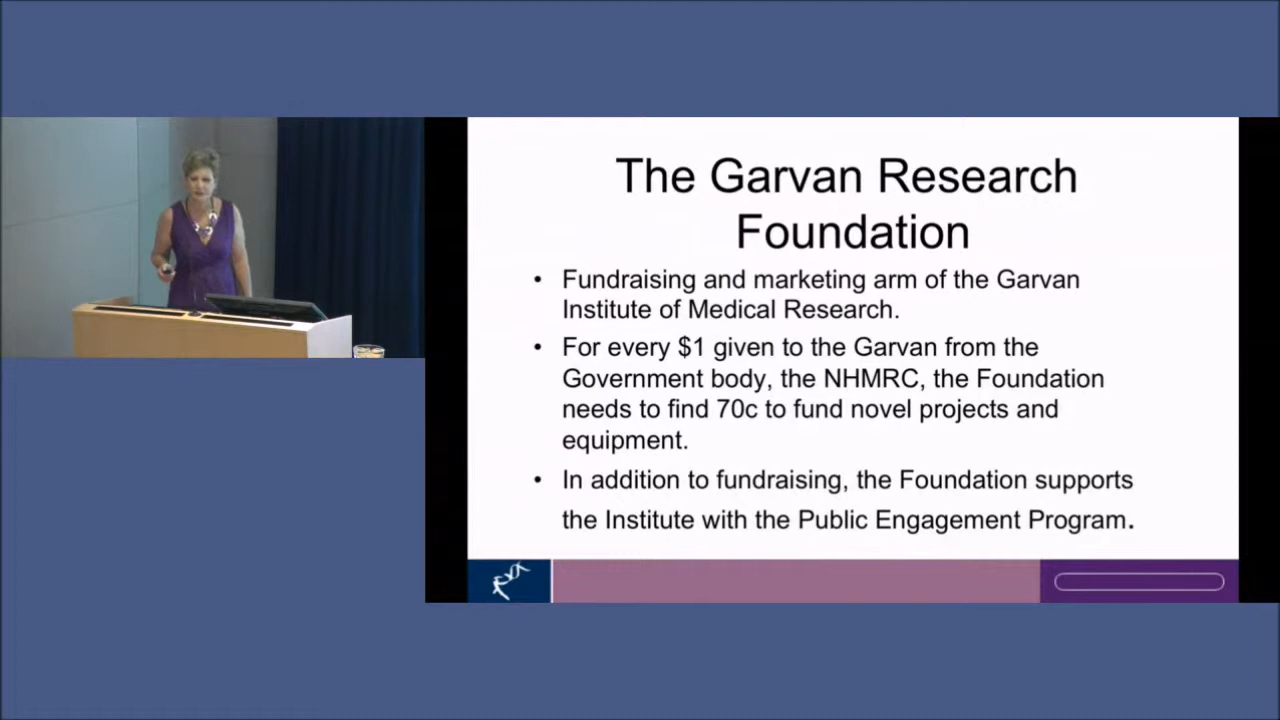 The Garvan Research
Foundation
• Fundraising and marketing arm of the Garvan
Institute of Medical Research.
• For every $1 given to the Garvan from the
Government body, the NHMRC, the Foundation
needs to find 70c to fund novel projects and
equipment.
• In addition to fundraising, the Foundation supports
the Institute with the Public Engagement Program.